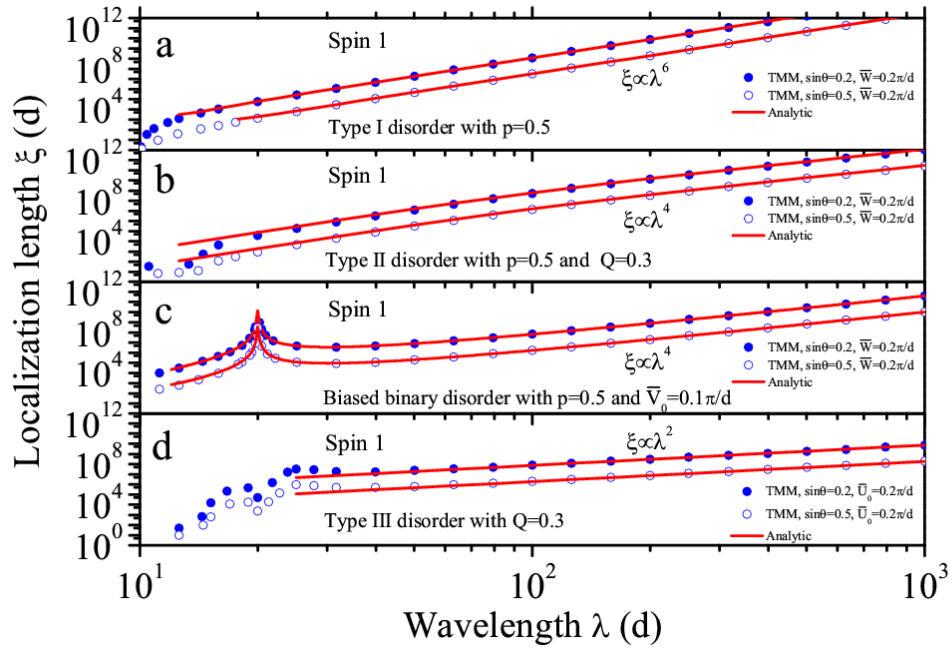 Localization length ξ (d)
10^12
10^8
10^4
a
Spin 1
ξ∝λ^6
TMM, sinθ=0.2, W̅=0.2π/d
TMM, sinθ=0.5, W̅=0.2π/d
Analytic
Type I disorder with p=0.5
10^12
10^8
10^4
b
Spin 1
ξ∝λ^4
TMM, sinθ=0.2, W̅=0.2π/d
TMM, sinθ=0.5, W̅=0.2π/d
Analytic
Type II disorder with p=0.5 and Q=0.3
10^12
10^8
10^4
c
Spin 1
ξ∝λ^4
TMM, sinθ=0.2, W̅=0.2π/d
TMM, sinθ=0.5, W̅=0.2π/d
Analytic
Biased binary disorder with p=0.5 and V̅_0=0.1π/d
10^12
10^8
10^4
10^0
d
Spin 1
ξ∝λ^2
TMM, sinθ=0.2, U̅_0=0.2π/d
TMM, sinθ=0.5, U̅_0=0.2π/d
Analytic
Type III disorder with Q=0.3
10^1 10^2 10^3
Wavelength λ (d)